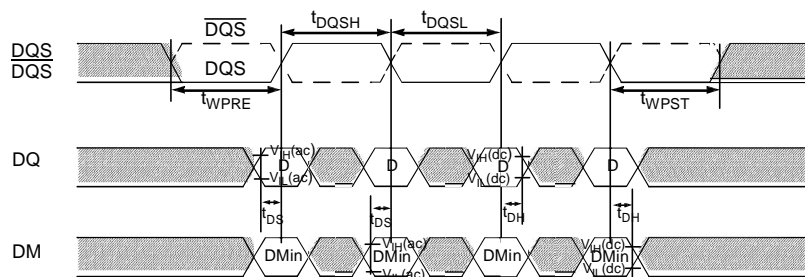 DQS tDQSH tDQSL
DQS
DQS DQS
tWPRE tWPST
VIH(ac) VIH(dc)
DQ D D D D
VIL(ac) VIL(dc)
tDS tDS tDH tDH
VIH(ac) VIH(dc)
DM DMin DMin DMin DMin
VIL(ac) VIL(dc)